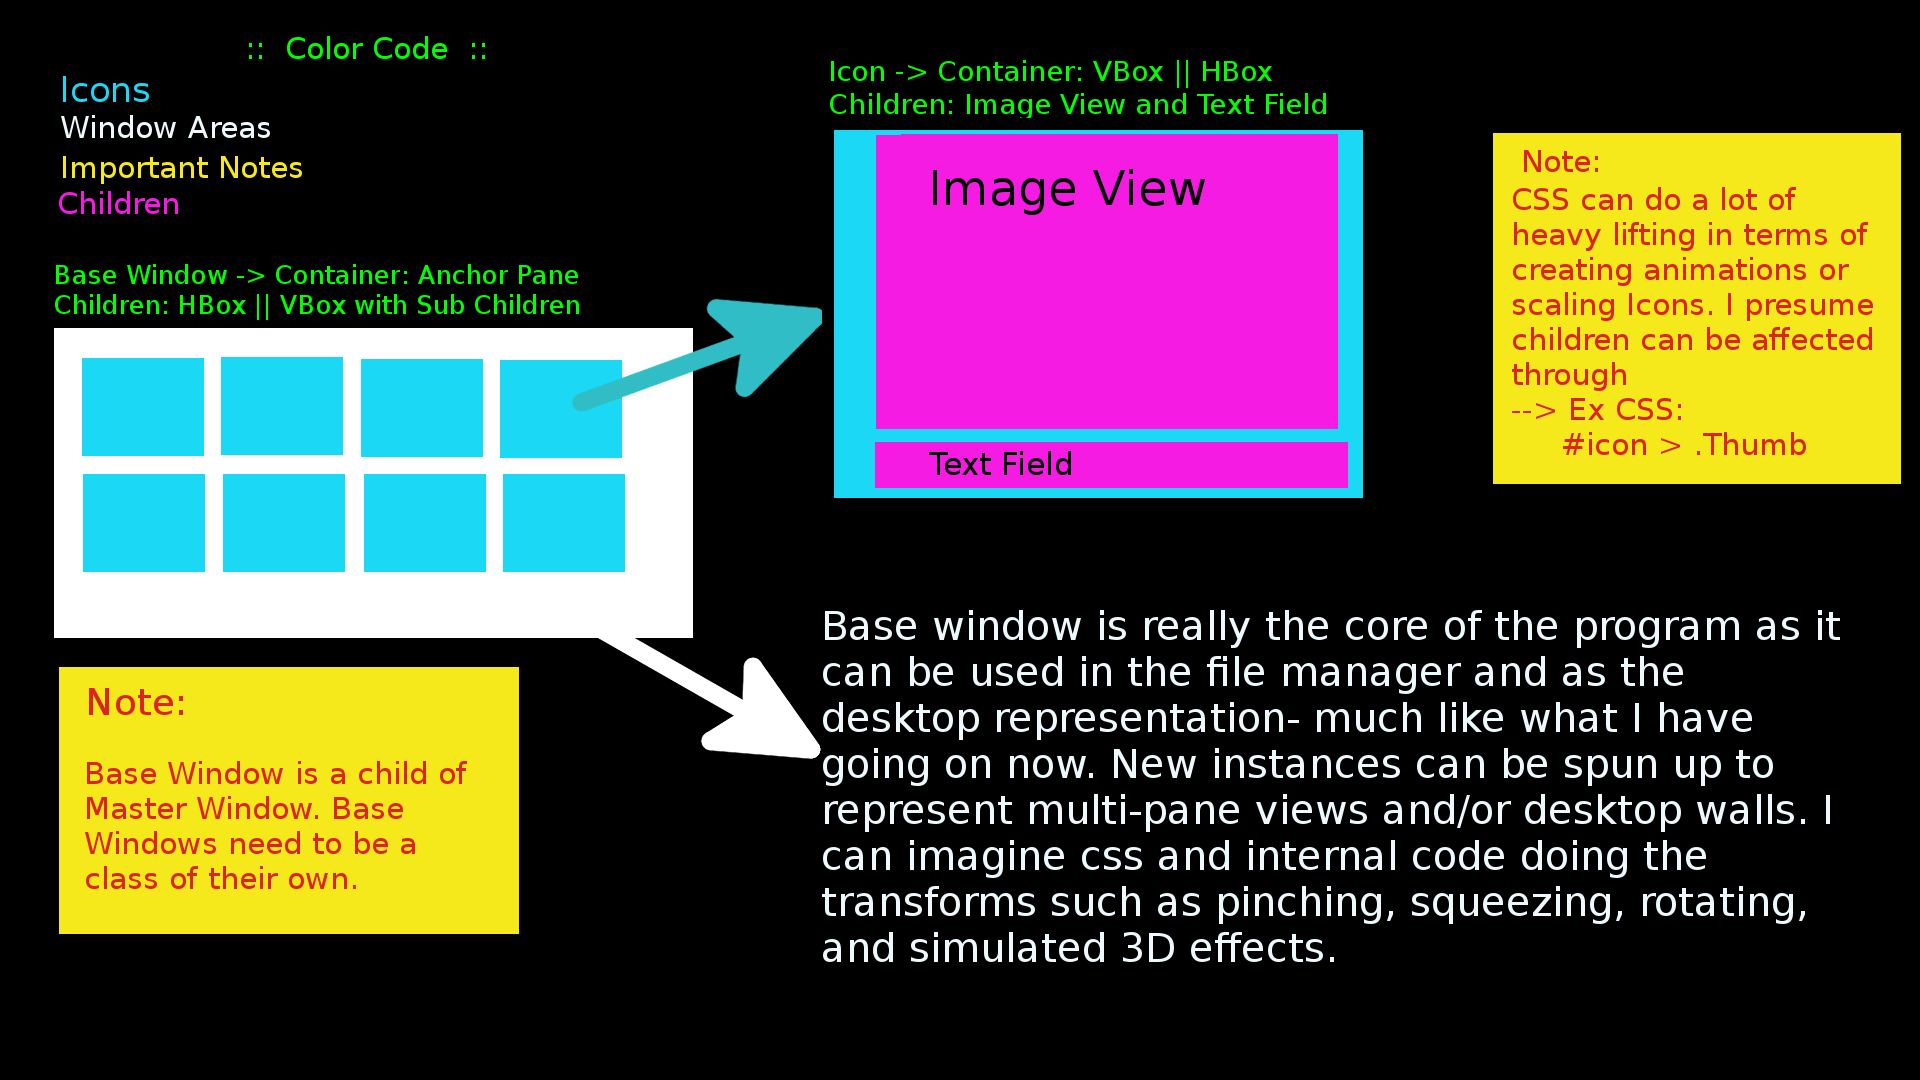 :: Color Code ::
Icons
Window Areas
Important Notes
Children
Base Window -> Container: Anchor Pane
Children: HBox || VBox with Sub Children
Note:
Base Window is a child of
Master Window. Base
Windows need to be a
class of their own.
Icon -> Container: VBox || HBox
Children: Image View and Text Field
Image View
Text Field
Note:
CSS can do a lot of
heavy lifting in terms of
creating animations or
scaling Icons. I presume
children can be affected
through
--> Ex CSS:
#icon > .Thumb
Base window is really the core of the program as it
can be used in the file manager and as the
desktop representation- much like what I have
going on now. New instances can be spun up to
represent multi-pane views and/or desktop walls. I
can imagine css and internal code doing the
transforms such as pinching, squeezing, rotating,
and simulated 3D effects.